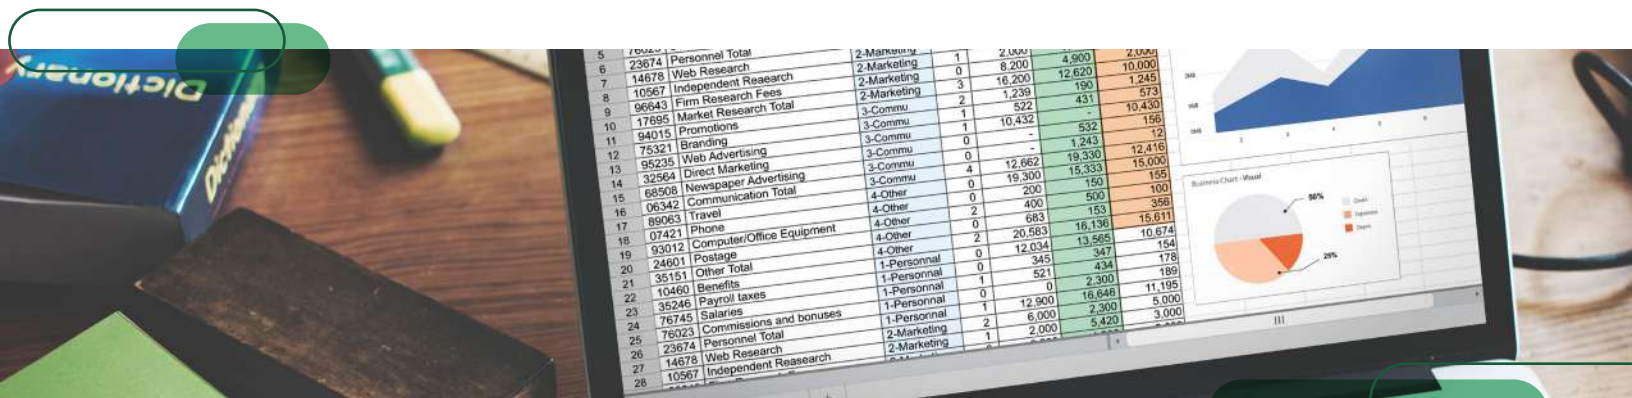 Dictionary
Dictionary
5
6 23674 Personnel Total 2-Marketing
7 14678 Web Research 2-Marketing
8 10567 Independent Reaearch 2-Marketing 1 2,000
9 96643 Firm Research Fees 2-Marketing 0 8,200 4,900 2,000
10 17695 Market Research Total 2-Marketing 3 16,200 12,620 10,000
11 94015 Promotions 3-Commu 2 1,239 190 1,245
12 75321 Branding 3-Commu 1 522 431 573
13 95235 Web Advertising 3-Commu 1 10,432 - 10,430
14 32564 Direct Marketing 3-Commu 0 - 532 156
15 68508 Newspaper Advertising 3-Commu 0 - 1,243 12
16 06342 Communication Total 3-Commu 4 12,662 19,330 12,416
17 89063 Travel 4-Other 0 19,300 15,333 15,000
18 07421 Phone 4-Other 0 200 150 155
19 93012 Computer/Office Equipment 4-Other 2 400 500 100
20 24601 Postage 4-Other 0 683 153 356
35151 Other Total 4-Other 2 20,583 16,136 15,611
22 10460 Benefits 1-Personnal 0 12,034 13,565 10,674
23 35246 Payroll taxes 1-Personnal 0 345 347 154
24 76745 Salaries 1-Personnal 1 521 434 178
25 76023 Commissions and bonuses 1-Personnal 0 0 2,300 189
26 23674 Personnel Total 1-Personnal 1 12,900 16,646 11,195
27 14678 Web Research 2-Marketing 2 6,000 2,300 5,000
28 10567 Independent Reasearch 2-Marketing 1 2,000 5,420 3,000
2 3 4 5 6
Business Chart - Visual
50%
25%